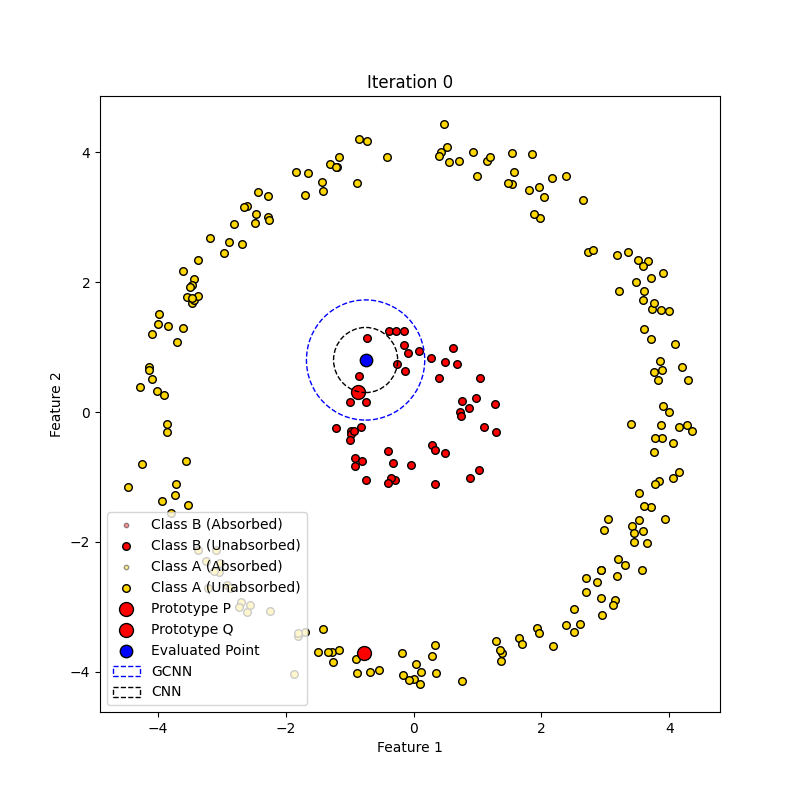 Iteration 0
4
2
0
−2
−4
Feature 2
Class B (Absorbed)
Class B (Unabsorbed)
Class A (Absorbed)
Class A (Unabsorbed)
Prototype P
Prototype Q
Evaluated Point
GCNN
CNN
−4 −2 0 2 4
Feature 1